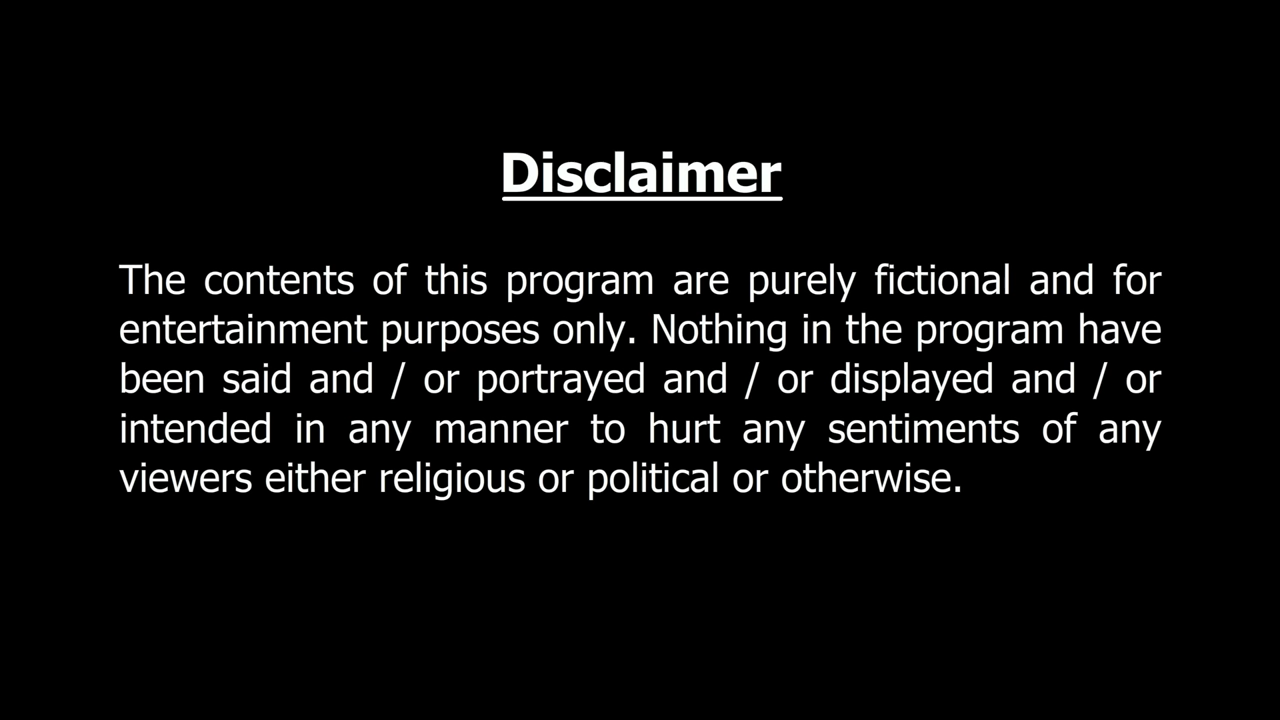 Disclaimer
The contents of this program are purely fictional and for
entertainment purposes only. Nothing in the program have
been said and / or portrayed and / or displayed and / or
intended in any manner to hurt any sentiments of any
viewers either religious or political or otherwise.